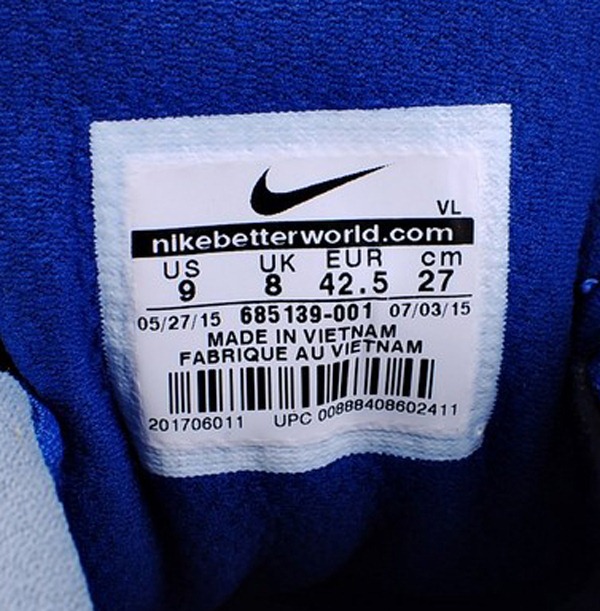 VL
nikebetterworld.com
US UK EUR cm
9 8 42.5 27
05/27/15 685139-001 07/03/15
MADE IN VIETNAM
FABRIQUE AU VIETNAM
201706011 UPC 00888408602411